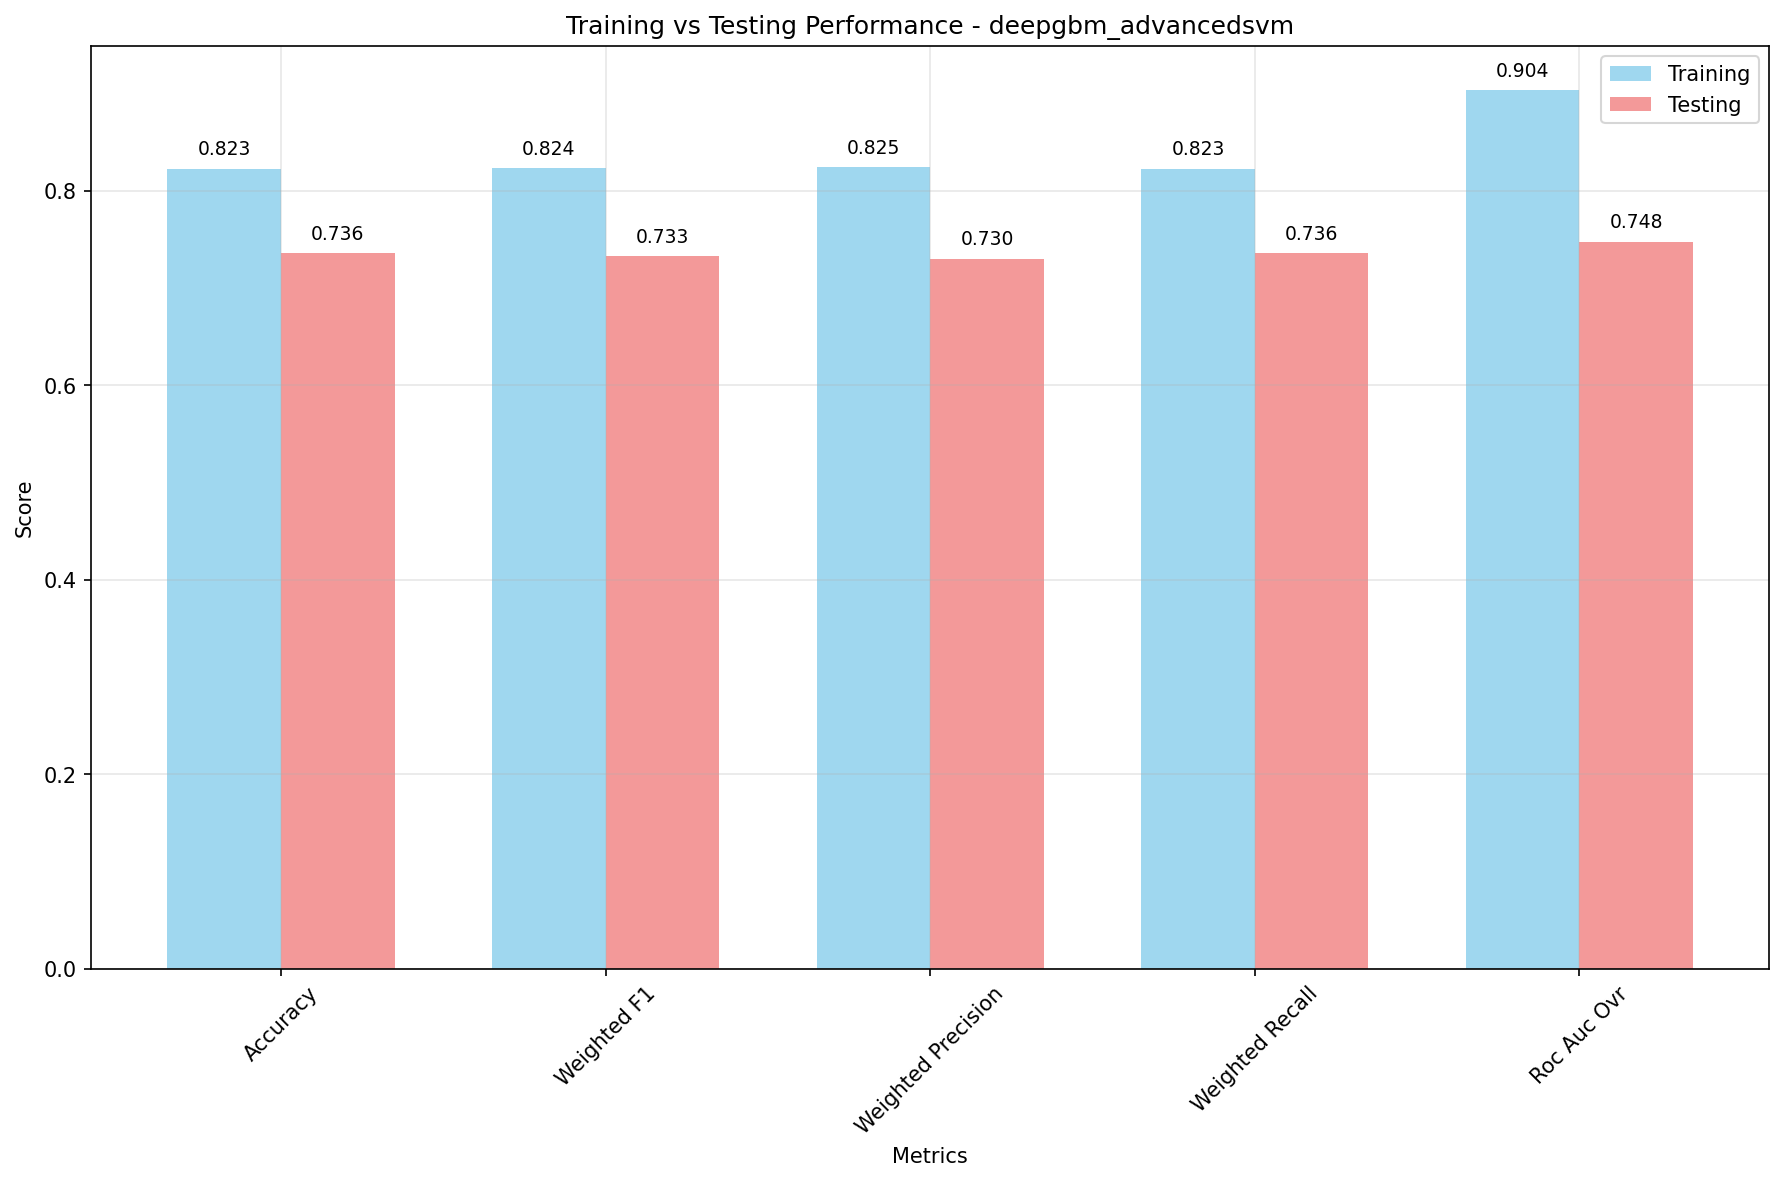 Training vs Testing Performance - deepgbm_advancedsvm
Training
Testing
0.904
0.823
0.824
0.825
0.823
0.736
0.733
0.730
0.736
0.748
0.8
0.6
0.4
0.2
0.0
Score
Accuracy
Weighted F1
Weighted Precision
Weighted Recall
Roc Auc Ovr
Metrics